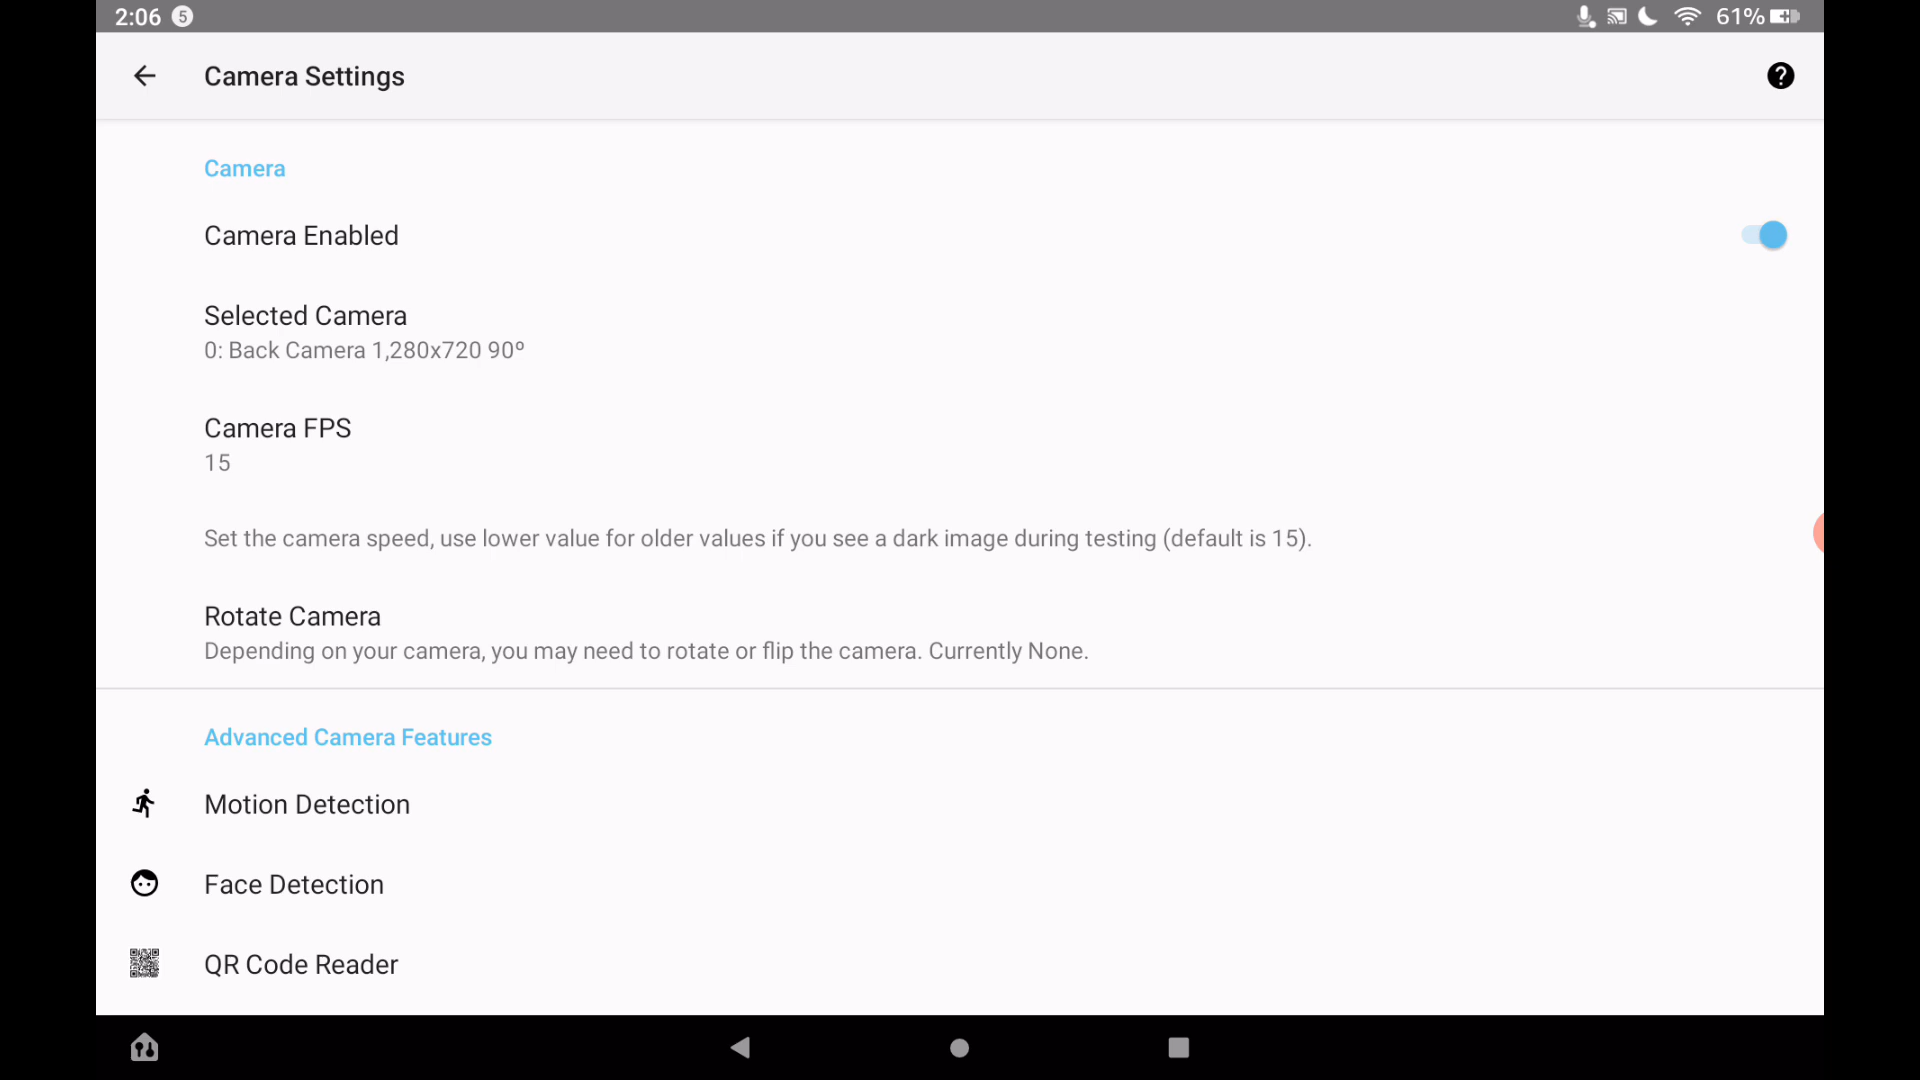 2:06 5 61%
Camera Settings
Camera
Camera Enabled
Selected Camera
0: Back Camera 1,280x720 90º
Camera FPS
15
Set the camera speed, use lower value for older values if you see a dark image during testing (default is 15).
Rotate Camera
Depending on your camera, you may need to rotate or flip the camera. Currently None.
Advanced Camera Features
Motion Detection
Face Detection
QR Code Reader